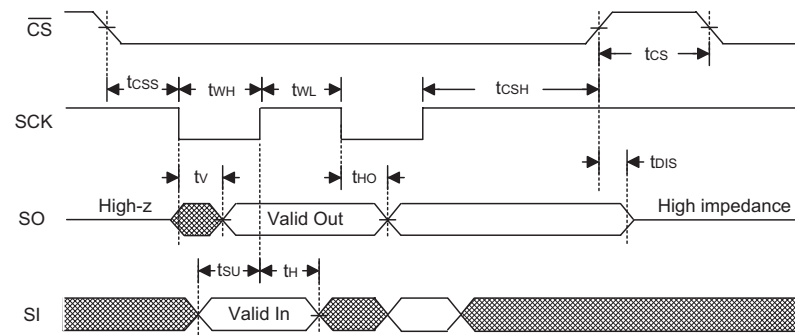 CS
tCS
tCSS
tWH
tWL
tCSH
SCK
tV
tHO
tDIS
SO
High-z
Valid Out
High impedance
tSU
tH
SI
Valid In